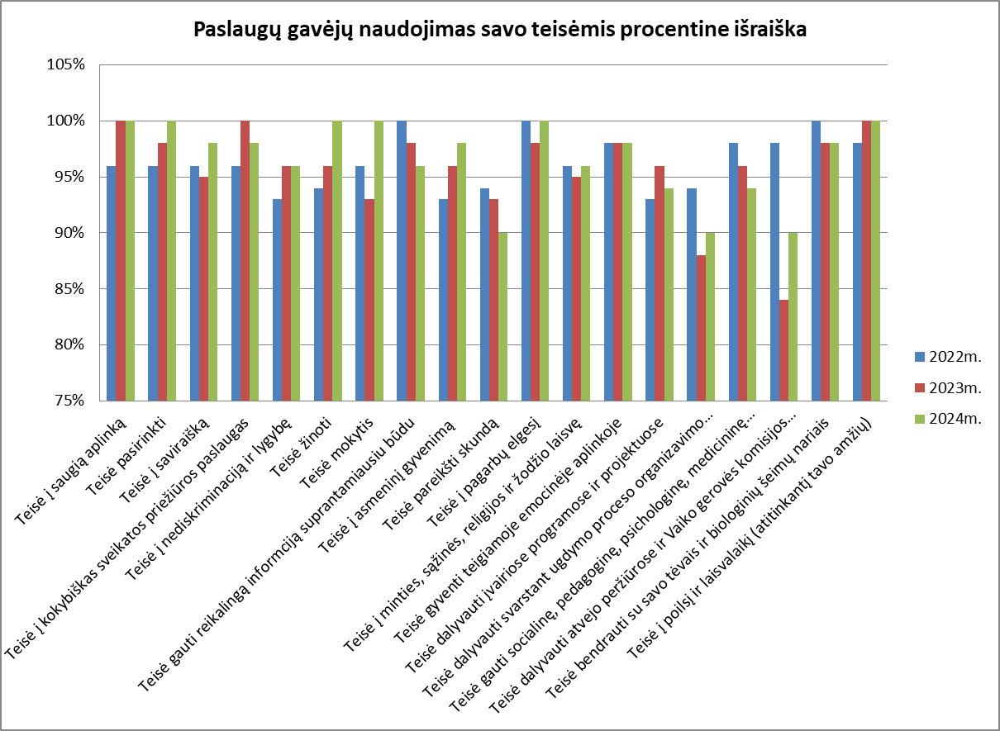 Paslaugų gavėjų naudojimas savo teisėmis procentine išraiška
105%
100%
95%
90%
85%
80%
75%
2022m.
2023m.
2024m.
Teisė į saugią aplinką
Teisė pasirinkti
Teisė į saviraišką
Teisė į kokybiškas sveikatos priežiūros paslaugas
Teisė į nediskriminaciją ir lygybę
Teisė žinoti
Teisė mokytis
Teisė gauti reikalingą informciją suprantamiausiu būdu
Teisė į asmeninį gyvenimą
Teisė pareikšti skundą
Teisė į pagarbų elgesį
Teisė į minties, sąžinės, religijos ir žodžio laisvę
Teisė gyventi teigiamoje emocinėje aplinkoje
Teisė dalyvauti įvairiose programose ir projektuose
Teisė dalyvauti svarstant ugdymo proceso organizavimo...
Teisė gauti socialinę, pedagoginę, psichologinę, medicininę...
Teisė dalyvauti atvejo peržiūrose ir Vaiko gerovės komisijos...
Teisė bendrauti su savo tėvais ir biologinių šeimų nariais
Teisė į poilsį ir laisvalaikį (atitinkantį tavo amžių)